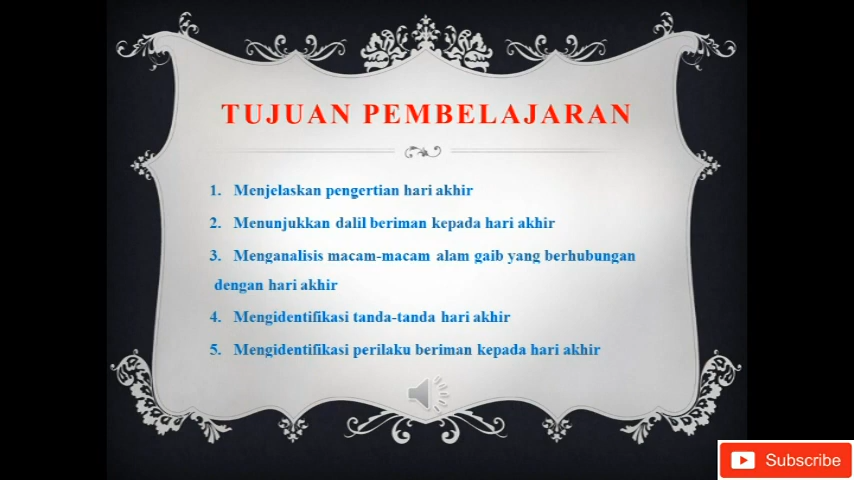 TUJUAN PEMBELAJARAN
1. Menjelaskan pengertian hari akhir
2. Menunjukkan dalil beriman kepada hari akhir
3. Menganalisis macam-macam alam gaib yang berhubungan
dengan hari akhir
4. Mengidentifikasi tanda-tanda hari akhir
5. Mengidentifikasi perilaku beriman kepada hari akhir
Subscribe